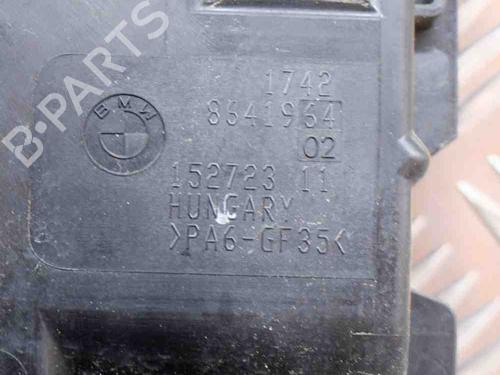 B-PARTS
BMW
1742
8641964
02
152723 11
HUNGARY
>PA6-GF35<